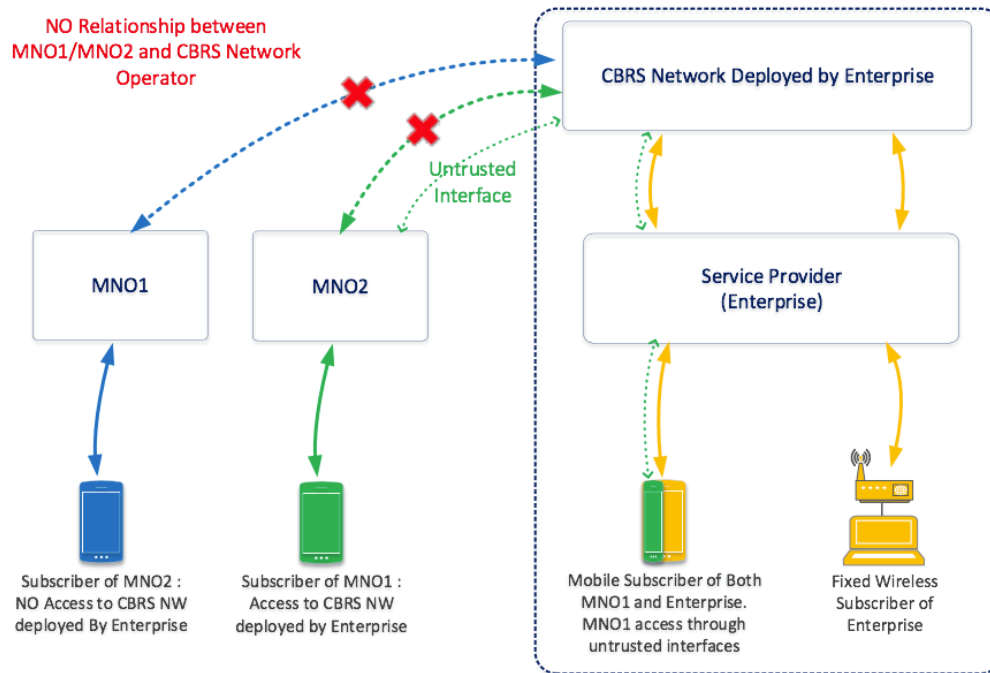 NO Relationship between
MNO1/MNO2 and CBRS Network
Operator
CBRS Network Deployed by Enterprise
Untrusted
Interface
MNO1
MNO2
Service Provider
(Enterprise)
Subscriber of MNO2 :
NO Access to CBRS NW
deployed By Enterprise
Subscriber of MNO1 :
Access to CBRS NW
deployed by Enterprise
Mobile Subscriber of Both
MNO1 and Enterprise.
MNO1 access through
untrusted interfaces
Fixed Wireless
Subscriber of
Enterprise